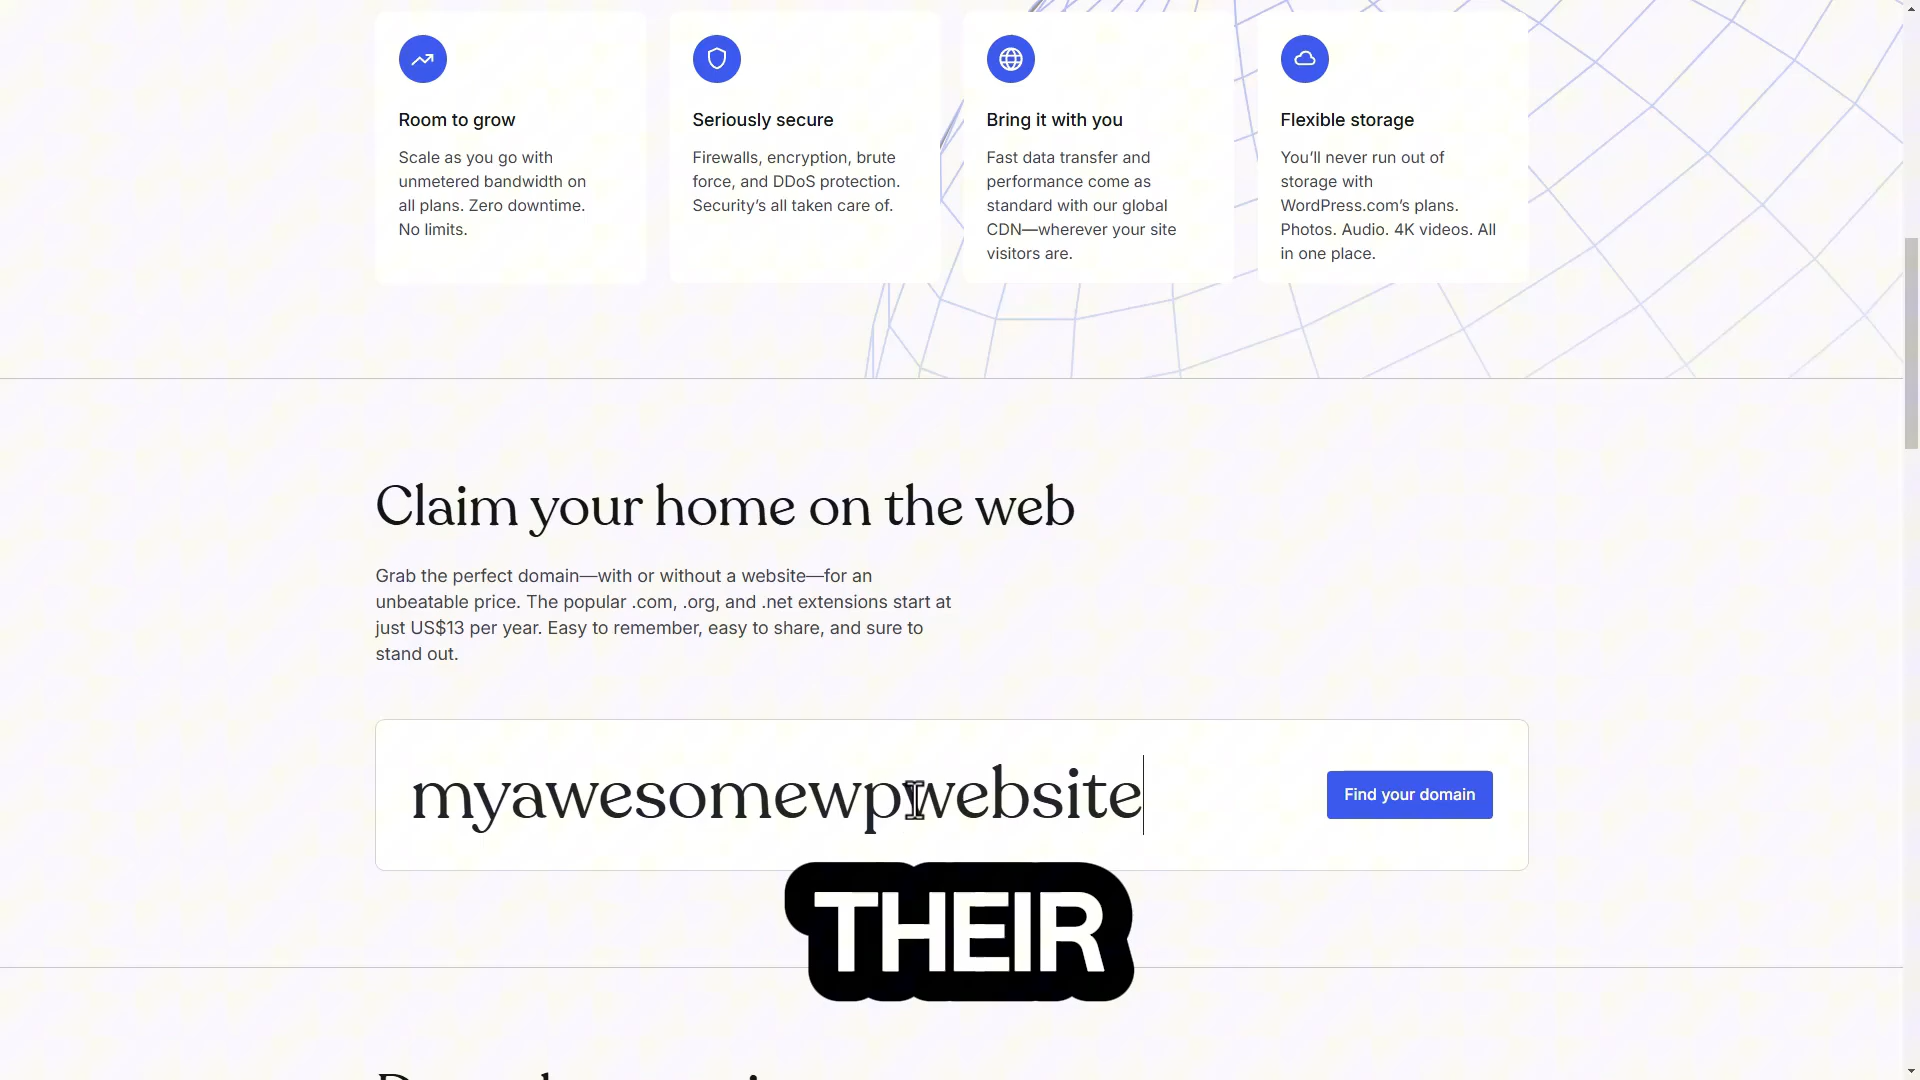 Room to grow
Scale as you go with
unmetered bandwidth on
all plans. Zero downtime.
No limits.
Seriously secure
Firewalls, encryption, brute
force, and DDoS protection.
Security’s all taken care of.
Bring it with you
Fast data transfer and
performance come as
standard with our global
CDN—wherever your site
visitors are.
Flexible storage
You’ll never run out of
storage with
WordPress.com’s plans.
Photos. Audio. 4K videos. All
in one place.
Claim your home on the web
Grab the perfect domain—with or without a website—for an
unbeatable price. The popular .com, .org, and .net extensions start at
just US$13 per year. Easy to remember, easy to share, and sure to
stand out.
myawesomewpwebsite
Find your domain
THEIR